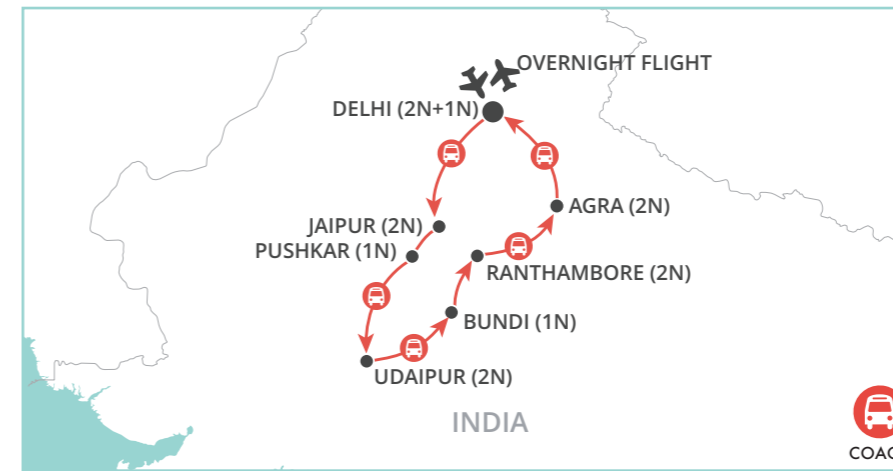 OVERNIGHT FLIGHT
DELHI (2N+1N)
AGRA (2N)
JAIPUR (2N)
PUSHKAR (1N)
RANTHAMBORE (2N)
BUNDI (1N)
UDAIPUR (2N)
INDIA